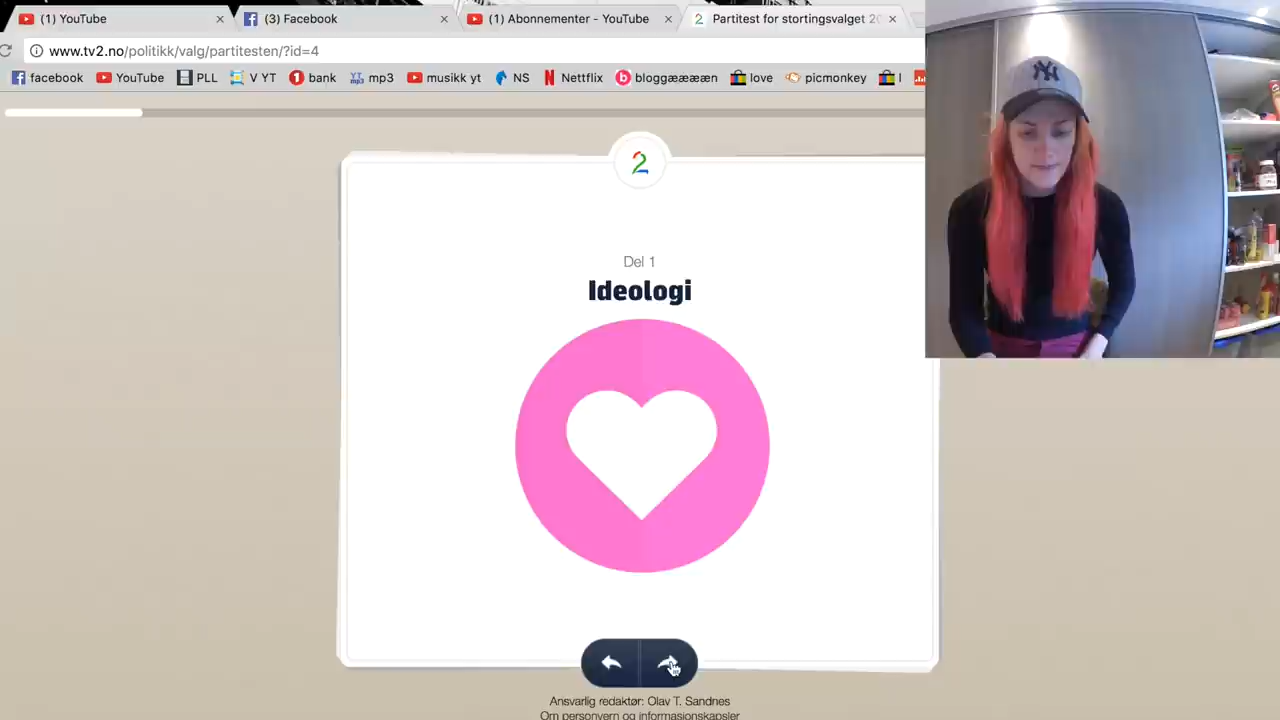 (1) YouTube
(3) Facebook
(1) Abonnementer - YouTube
2 Partitest for stortingsvalget 20
www.tv2.no/politikk/valg/partitesten/?id=4
facebook YouTube PLL V YT bank mp3 musikk yt NS Nettflix bloggææææn love picmonkey l
2
Del 1
Ideologi
Ansvarlig redaktør: Olav T. Sandnes
Om personvern og informasjonskapsler